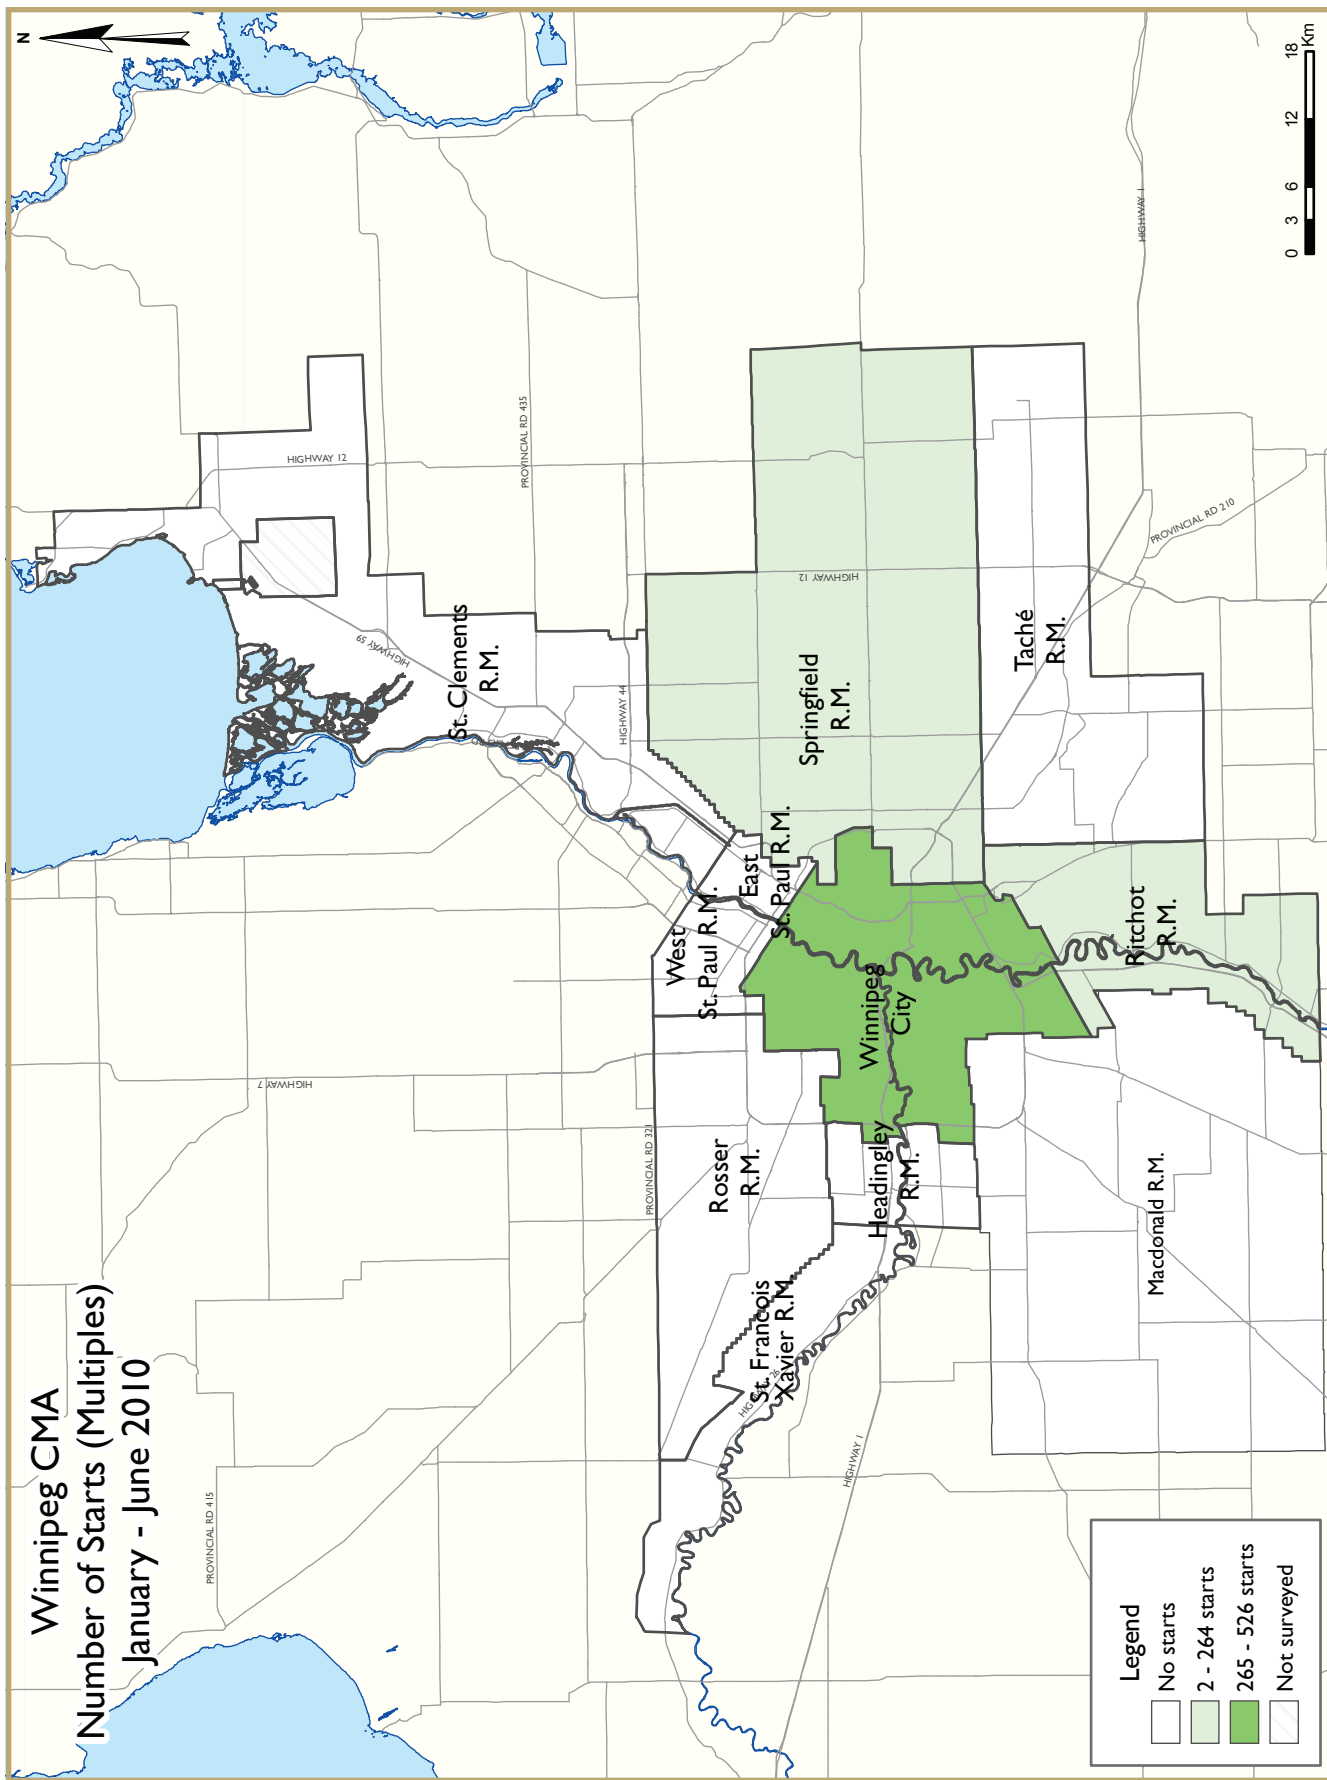 Winnipeg CMA
Number of Starts (Multiples)
January - June 2010
N
HIGHWAY 12
PROVINCIAL RD 435
HIGHWAY 59
St. Clements
R.M.
HIGHWAY 44
HIGHWAY 7
PROVINCIAL RD 415
PROVINCIAL RD 321
West
St. Paul R.M.
East
St. Paul R.M.
Springfield
R.M.
HIGHWAY 12
HIGHWAY 1
Rosser
R.M.
St. Francois
Xavier R.M.
Winnipeg
City
Headingley
R.M.
HIGHWAY 1
Taché
R.M.
PROVINCIAL RD 210
Ritchot
R.M.
Macdonald R.M.
Legend
No starts
2 - 264 starts
265 - 526 starts
Not surveyed
0 3 6 12 18
Km